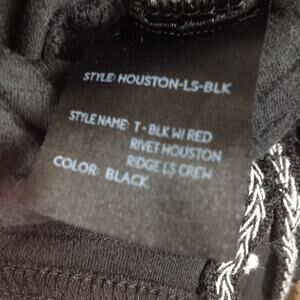 STYLE: HOUSTON-LS-BLK
STYLE NAME: T - BLK W/ RED
RIVET HOUSTON
RIDGE LS CREW
COLOR: BLACK